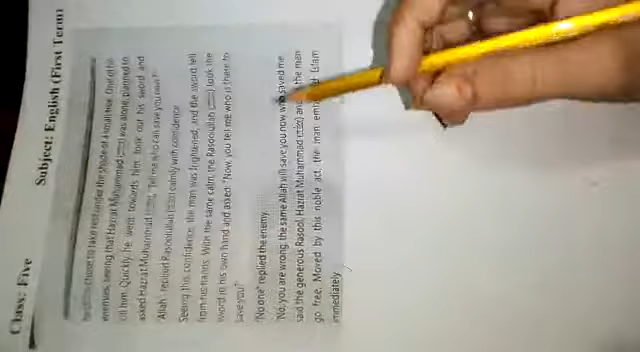 Class: Five
Subject: English (First Term)
chose to take rest under the shade of a small tree. One of his
enemies, seeing that Hazrat Muhammad was alone, planned to
kill him. Quickly, he went towards him, took out his sword and
asked Hazrat Muhammad "Tell me who can save you now?"
"Allah" replied Rasoolullah calmly with confidence.
Seeing this confidence, the man was frightened, and the sword fell
from his hands. With the same calm, the Rasoolullah took the
sword in his own hand and asked: "Now, you tell me who is there to
save you?"
"No one" replied the enemy.
"No, you are wrong, the same Allah will save you now who saved me
said the generous Rasool, Hazrat Muhammad and the man
go free. Moved by this noble act, the man Islam
immediately